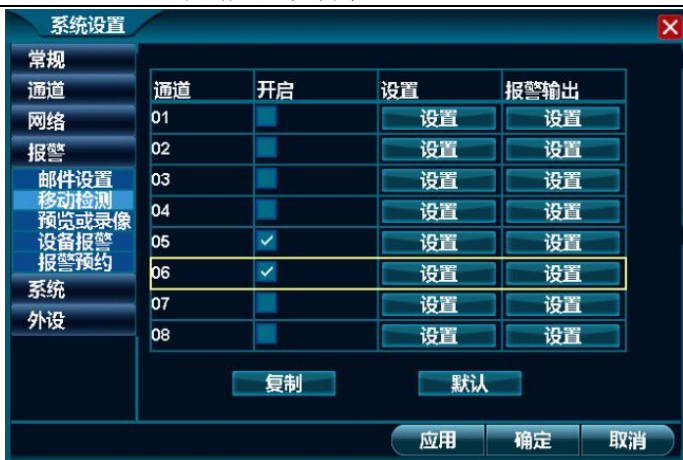 系统设置
常规
通道
网络
报警
邮件设置
移动检测
预览或录像
设备报警
报警预约
系统
外设
通道 开启 设置 报警输出
01 设置 设置
02 设置 设置
03 设置 设置
04 设置 设置
05 设置 设置
06 设置 设置
07 设置 设置
08 设置 设置
复制 默认
应用 确定 取消